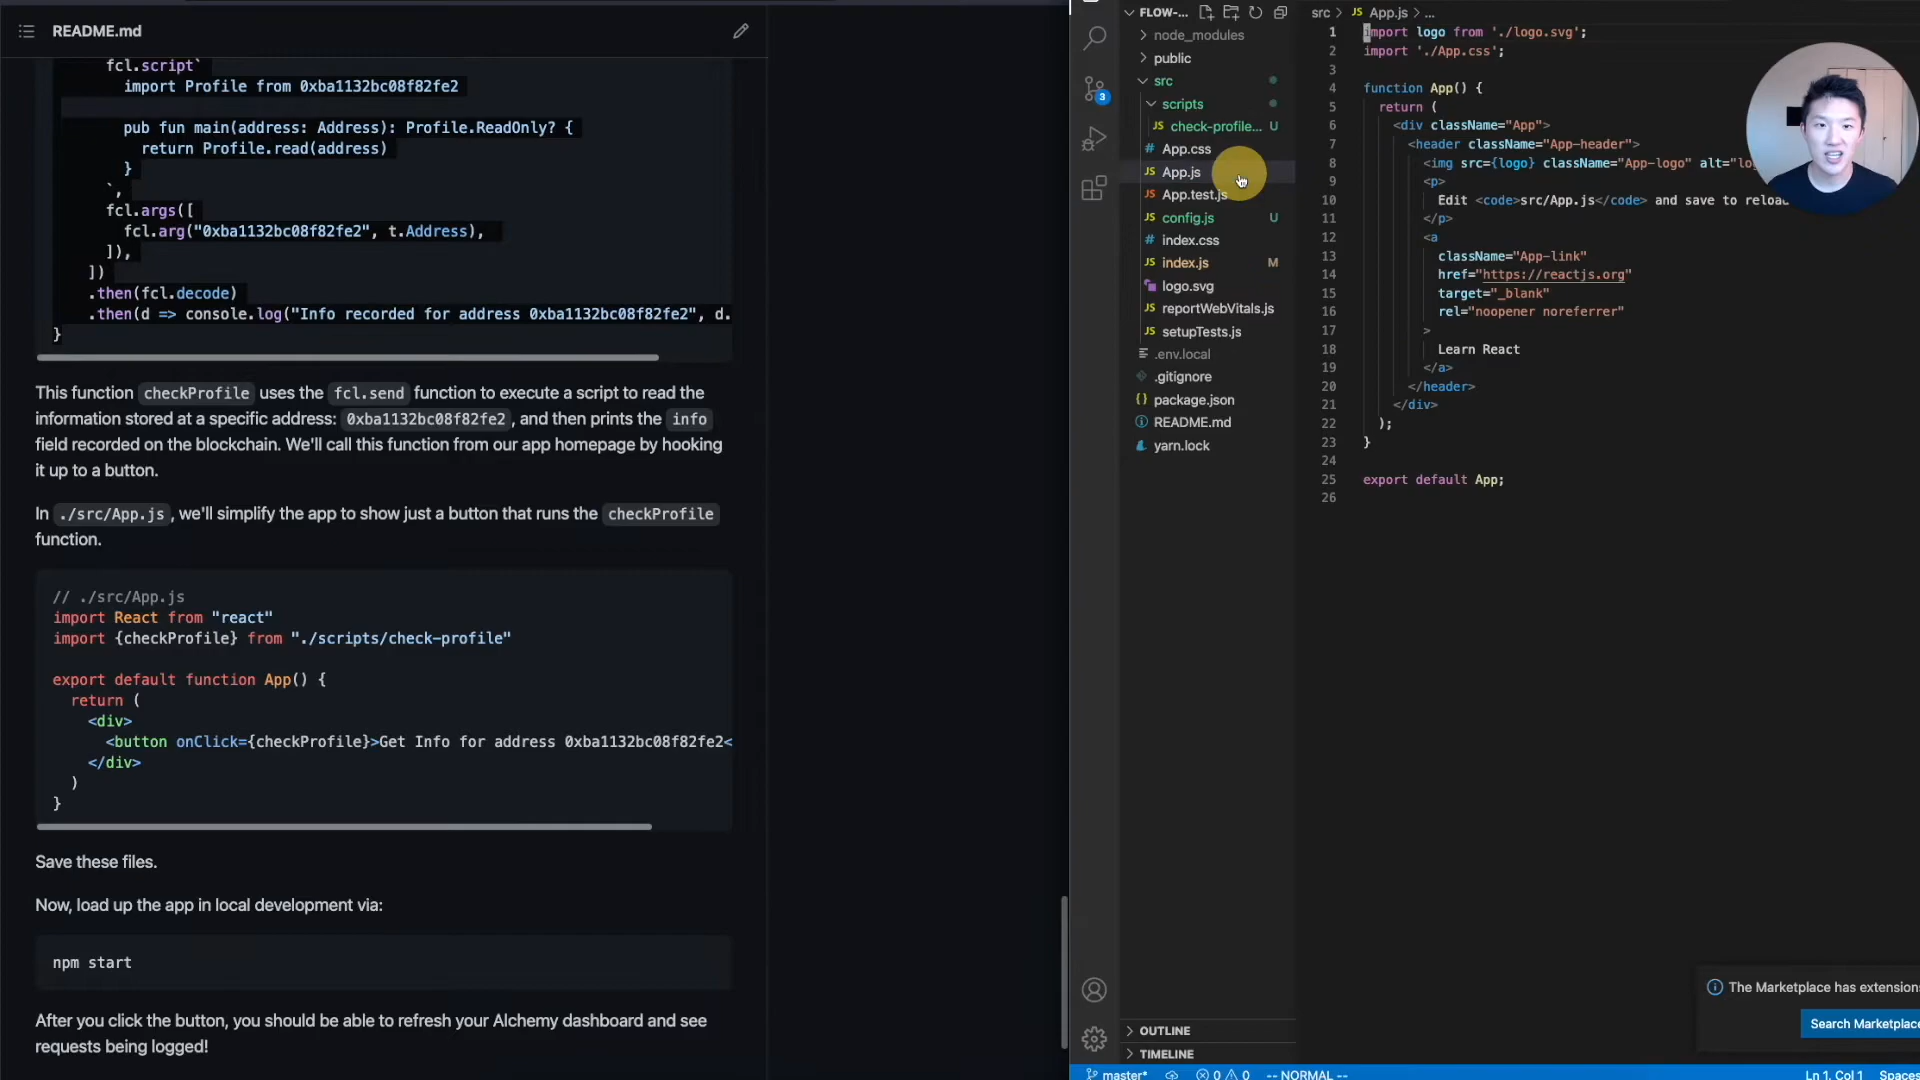 README.md
fcl.script`
import Profile from 0xba1132bc08f82fe2
pub fun main(address: Address): Profile.ReadOnly? {
return Profile.read(address)
}
`,
fcl.args([
fcl.arg("0xba1132bc08f82fe2", t.Address),
]),
])
.then(fcl.decode)
.then(d => console.log("Info recorded for address 0xba1132bc08f82fe2", d.
}
This function checkProfile uses the fcl.send function to execute a script to read the
information stored at a specific address: 0xba1132bc08f82fe2 , and then prints the info
field recorded on the blockchain. We'll call this function from our app homepage by hooking
it up to a button.
In ./src/App.js , we'll simplify the app to show just a button that runs the checkProfile
function.
// ./src/App.js
import React from "react"
import {checkProfile} from "./scripts/check-profile"
export default function App() {
return (
<div>
<button onClick={checkProfile}>Get Info for address 0xba1132bc08f82fe2<
</div>
)
}
Save these files.
Now, load up the app in local development via:
npm start
After you click the button, you should be able to refresh your Alchemy dashboard and see
requests being logged!
3
FLOW-...
node_modules
public
src
scripts
JS check-profile... U
# App.css
JS App.js
JS App.test.js
JS config.js U
# index.css
JS index.js M
logo.svg
JS reportWebVitals.js
JS setupTests.js
.env.local
.gitignore
{} package.json
README.md
yarn.lock
OUTLINE
TIMELINE
src > JS App.js > ...
1 import logo from './logo.svg';
2 import './App.css';
3
4 function App() {
5 return (
6 <div className="App">
7 <header className="App-header">
8 <img src={logo} className="App-logo" alt="lo
9 <p>
10 Edit <code>src/App.js</code> and save to reloa
11 </p>
12 <a
13 className="App-link"
14 href="https://reactjs.org"
15 target="_blank"
16 rel="noopener noreferrer"
17 >
18 Learn React
19 </a>
20 </header>
21 </div>
22 );
23 }
24
25 export default App;
26
The Marketplace has extensions
Search Marketplace
master* 0 0 -- NORMAL -- Ln 1, Col 1 Spaces